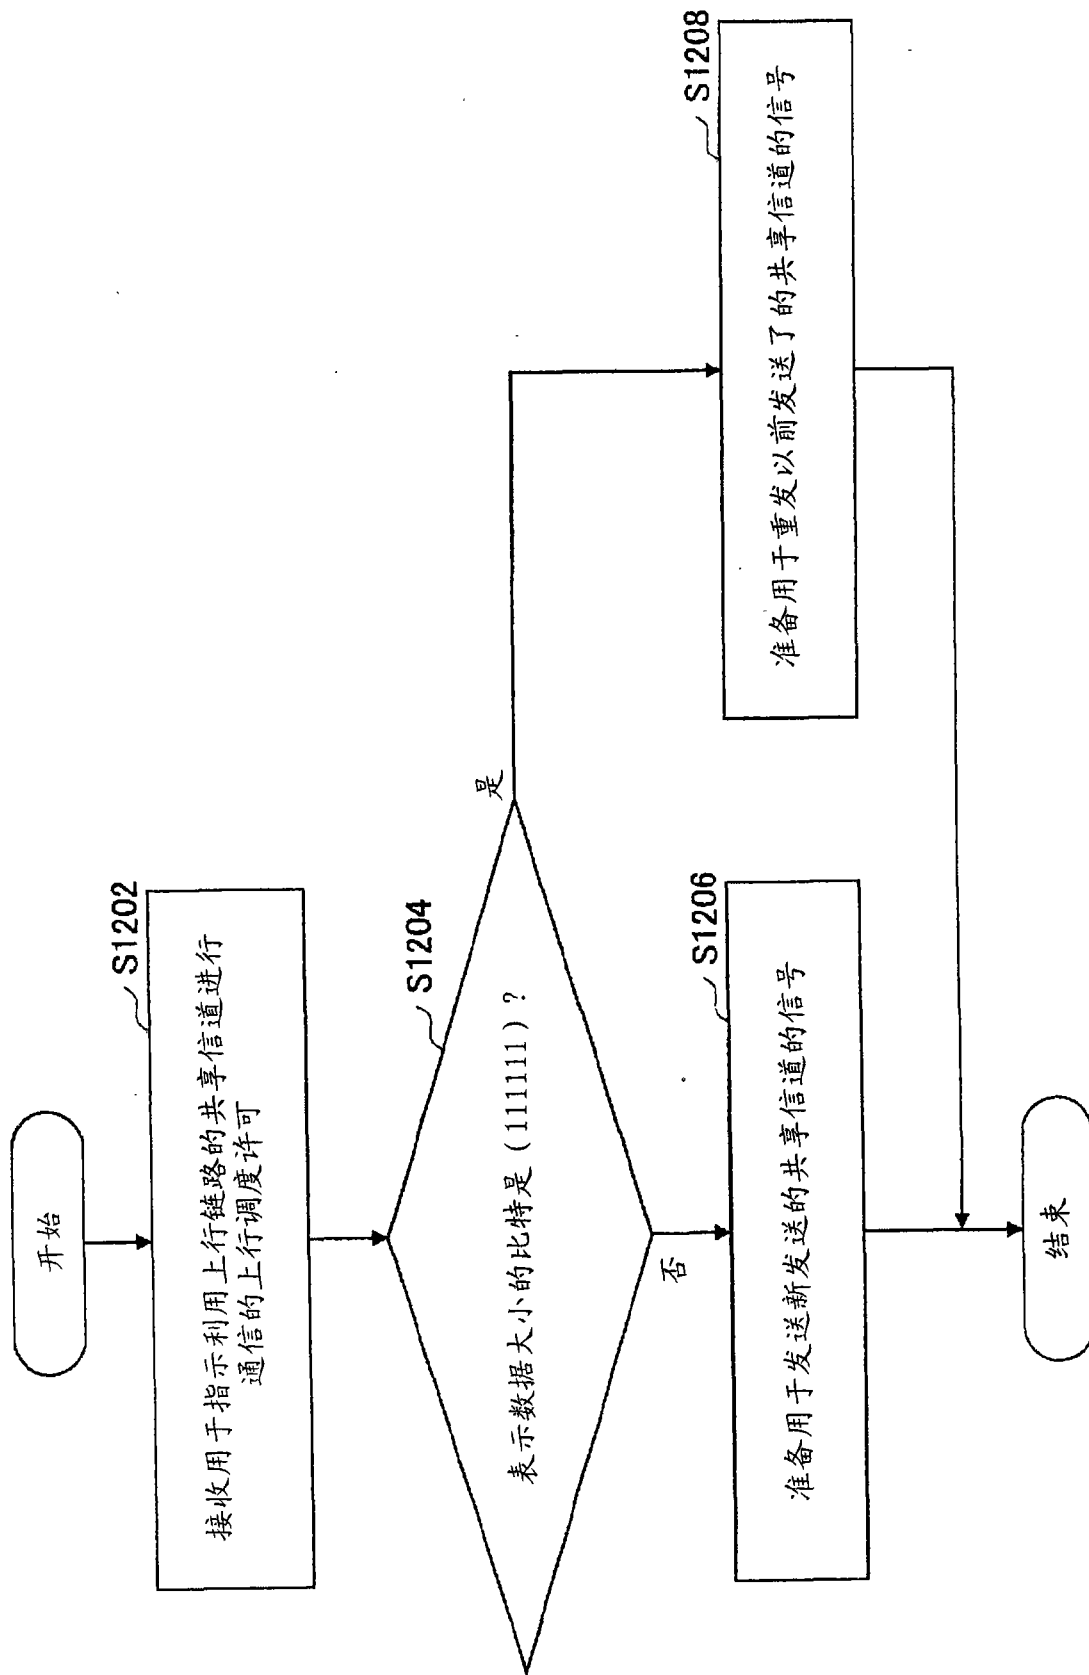 开始
S1202
接收用于指示利用上行链路的共享信道进行
通信的上行调度许可
S1204
表示数据大小的比特是(111111)?
是
否
S1206
准备用于发送新发送的共享信道的信号
S1208
准备用于重发以前发送了的共享信道的信号
结束